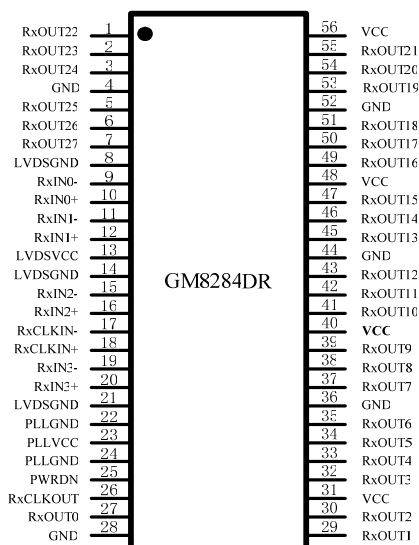 RxOUT22 1 56 VCC
RxOUT23 2 55 RxOUT21
RxOUT24 3 54 RxOUT20
GND 4 53 RxOUT19
RxOUT25 5 52 GND
RxOUT26 6 51 RxOUT18
RxOUT27 7 50 RxOUT17
LVDSGND 8 49 RxOUT16
RxIN0- 9 48 VCC
RxIN0+ 10 47 RxOUT15
RxIN1- 11 46 RxOUT14
RxIN1+ 12 45 RxOUT13
LVDSVCC 13 44 GND
LVDSGND 14 43 RxOUT12
GM8284DR
RxIN2- 15 42 RxOUT11
RxIN2+ 16 41 RxOUT10
RxCLKIN- 17 40 VCC
RxCLKIN+ 18 39 RxOUT9
RxIN3- 19 38 RxOUT8
RxIN3+ 20 37 RxOUT7
LVDSGND 21 36 GND
PLLGND 22 35 RxOUT6
PLLVCC 23 34 RxOUT5
PLLGND 24 33 RxOUT4
PWRDN 25 32 RxOUT3
RxCLKOUT 26 31 VCC
RxOUT0 27 30 RxOUT2
GND 28 29 RxOUT1